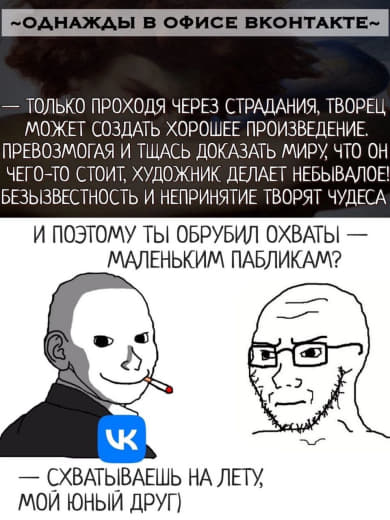 ~ОДНАЖДЫ В ОФИСЕ ВКОНТАКТЕ~
— ТОЛЬКО ПРОХОДЯ ЧЕРЕЗ СТРАДАНИЯ, ТВОРЕЦ
МОЖЕТ СОЗДАТЬ ХОРОШЕЕ ПРОИЗВЕДЕНИЕ.
ПРЕВОЗМОГАЯ И ТЩАСЬ ДОКАЗАТЬ МИРУ, ЧТО ОН
ЧЕГО-ТО СТОИТ, ХУДОЖНИК ДЕЛАЕТ НЕБЫВАЛОЕ!
БЕЗЫЗВЕСТНОСТЬ И НЕПРИНЯТИЕ ТВОРЯТ ЧУДЕСА
И ПОЭТОМУ ТЫ ОБРУБИЛ ОХВАТЫ —
МАЛЕНЬКИМ ПАБЛИКАМ?
VK
— СХВАТЫВАЕШЬ НА ЛЕТУ,
МОЙ ЮНЫЙ ДРУГ)